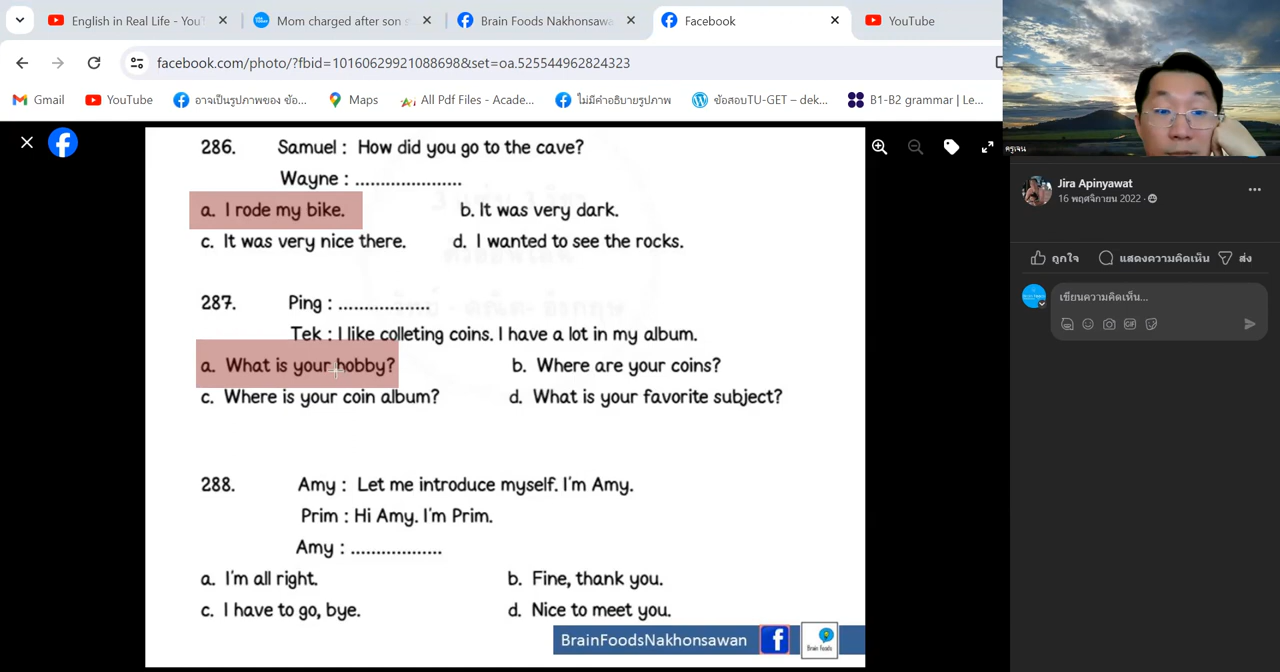 English in Real Life - YouT
Mom charged after son s
Brain Foods Nakhonsawa
Facebook
YouTube
facebook.com/photo/?fbid=10160629921088698&set=oa.525544962824323
Gmail
YouTube
อาจเป็นรูปภาพของ ข้อ...
Maps
All Pdf Files - Acade...
ไม่มีคำอธิบายรูปภาพ
ข้อสอบTU-GET – dek...
B1-B2 grammar | Le...
ครูเจน
286. Samuel : How did you go to the cave?
Wayne : .....................
a. I rode my bike. b. It was very dark.
c. It was very nice there. d. I wanted to see the rocks.
287. Ping : ..................
Tek : I like colleting coins. I have a lot in my album.
a. What is your hobby? b. Where are your coins?
c. Where is your coin album? d. What is your favorite subject?
288. Amy : Let me introduce myself. I'm Amy.
Prim : Hi Amy. I'm Prim.
Amy : ..................
a. I'm all right. b. Fine, thank you.
c. I have to go, bye. d. Nice to meet you.
BrainFoodsNakhonsawan
Brain Foods
Jira Apinyawat
16 พฤศจิกายน 2022
ถูกใจ
แสดงความคิดเห็น
ส่ง
เขียนความคิดเห็น...